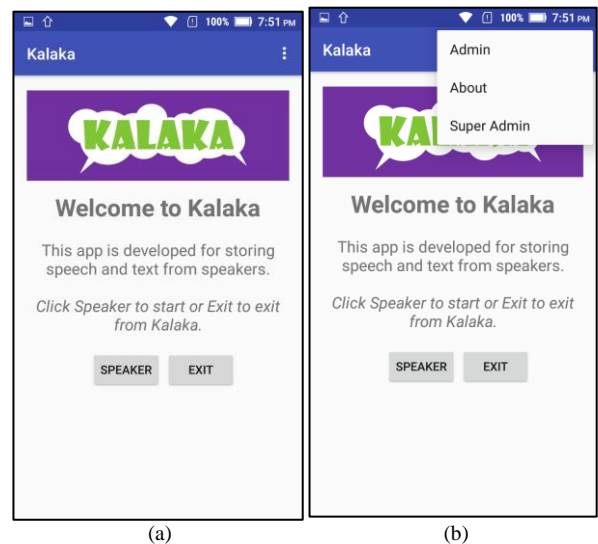 100% 7:51 PM
Kalaka
KALAKA
Welcome to Kalaka
This app is developed for storing
speech and text from speakers.
Click Speaker to start or Exit to exit
from Kalaka.
SPEAKER EXIT
(a)
100% 7:51 PM
Kalaka
Admin
About
Super Admin
Welcome to Kalaka
This app is developed for storing
speech and text from speakers.
Click Speaker to start or Exit to exit
from Kalaka.
SPEAKER EXIT
(b)